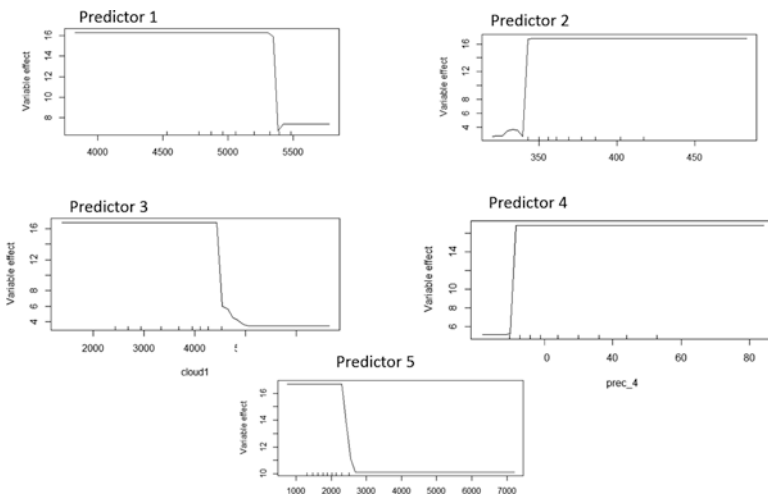 Predictor 1
Variable effect
16
14
12
10
8
4000 4500 5000 5500
Predictor 2
Variable effect
16
12
8
6
4
350 400 450
Predictor 3
Variable effect
16
12
8
6
4
2000 3000 4000
cloud1
Predictor 4
Variable effect
14
10
8
6
0 20 40 60 80
prec_4
Predictor 5
Variable effect
16
14
12
10
1000 2000 3000 4000 5000 6000 7000